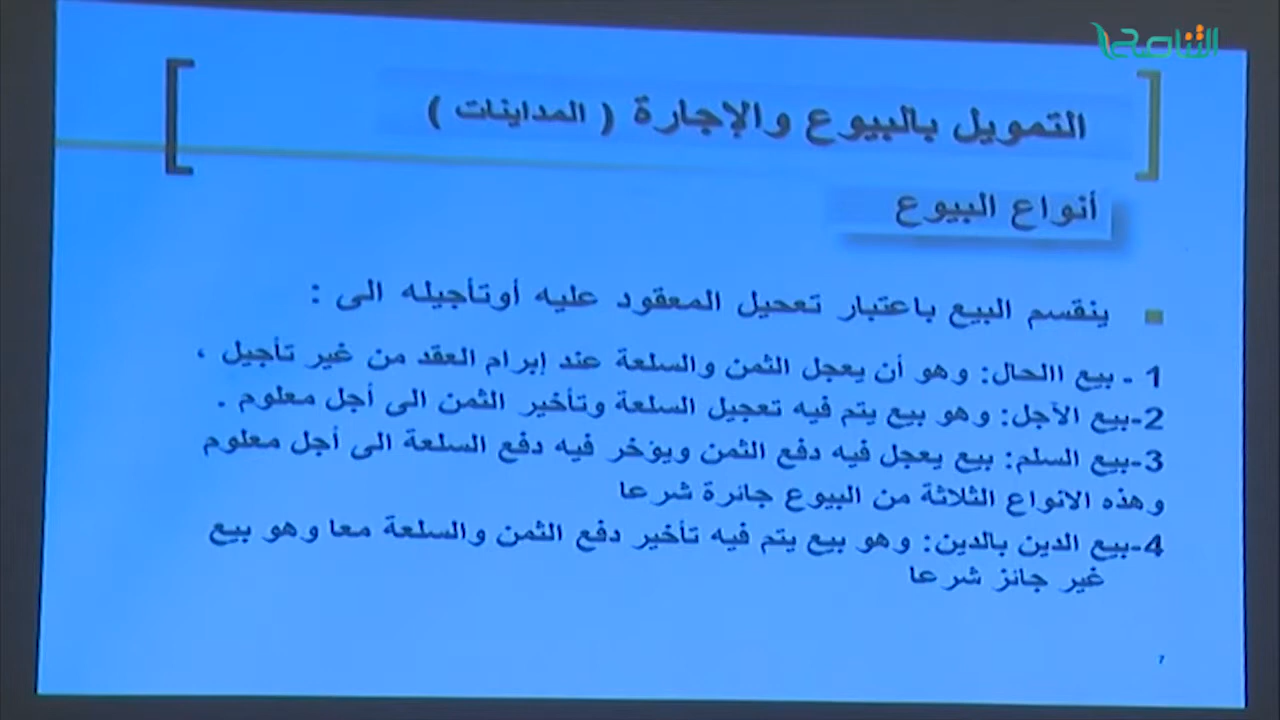 الناصح
التمويل بالبيوع والإجارة ( المداينات )
أنواع البيوع
ينقسم البيع باعتبار تعجيل المعقود عليه أوتأجيله الى :
1 - بيع االحال: وهو أن يعجل الثمن والسلعة عند إبرام العقد من غير تأجيل ،
2-بيع الآجل: وهو بيع يتم فيه تعجيل السلعة وتأخير الثمن الى أجل معلوم .
3-بيع السلم: بيع يعجل فيه دفع الثمن ويؤخر فيه دفع السلعة الى أجل معلوم
وهذه الانواع الثلاثة من البيوع جائزة شرعا
4-بيع الدين بالدين: وهو بيع يتم فيه تأخير دفع الثمن والسلعة معا وهو بيع
غير جائز شرعا
7